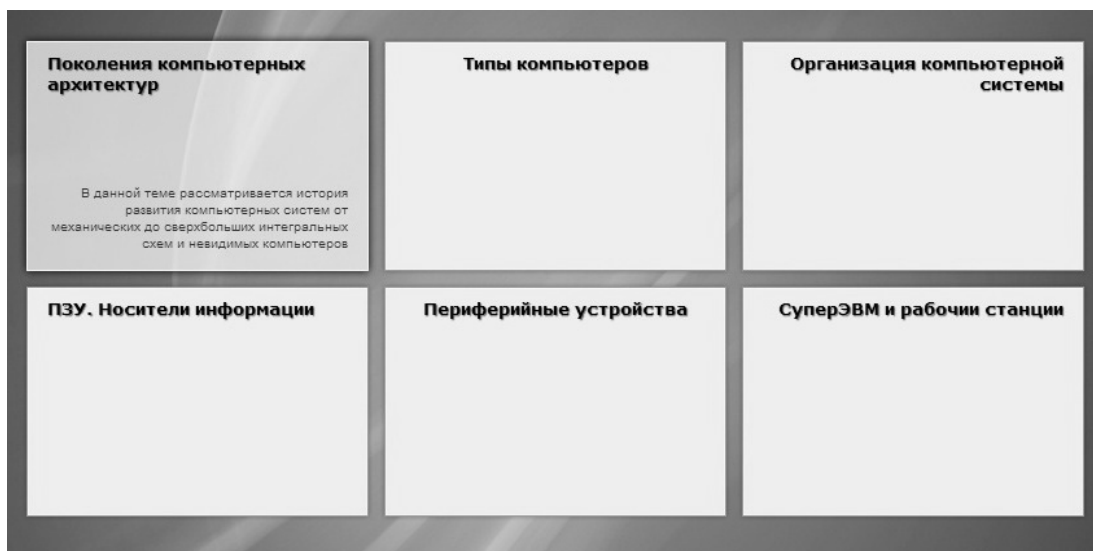 Поколения компьютерных
архитектур
В данной теме рассматривается история
развития компьютерных систем от
механических до сверхбольших интегральных
схем и невидимых компьютеров
Типы компьютеров
Организация компьютерной
системы
ПЗУ. Носители информации
Периферийные устройства
СуперЭВМ и рабочии станции